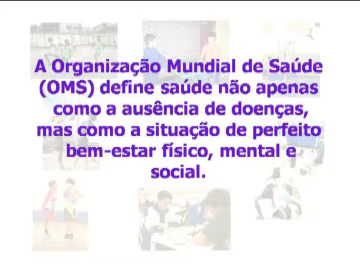 A Organização Mundial de Saúde
(OMS) define saúde não apenas
como a ausência de doenças,
mas como a situação de perfeito
bem-estar físico, mental e
social.